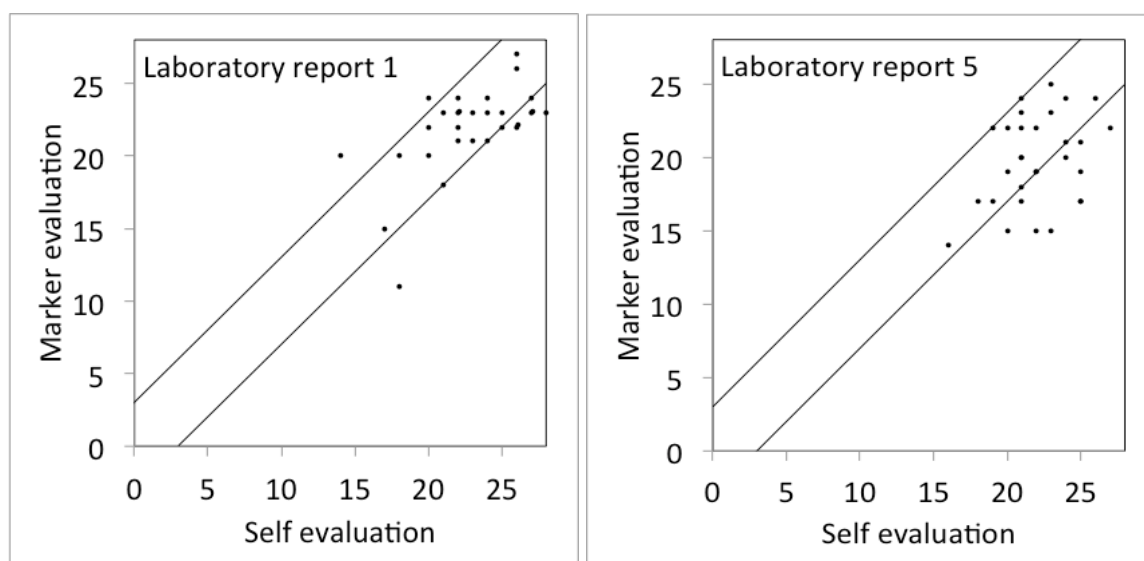 Laboratory report 1
Marker evaluation
25
20
15
10
5
0
0 5 10 15 20 25
Self evaluation
Laboratory report 5
Marker evaluation
25
20
15
10
5
0
0 5 10 15 20 25
Self evaluation